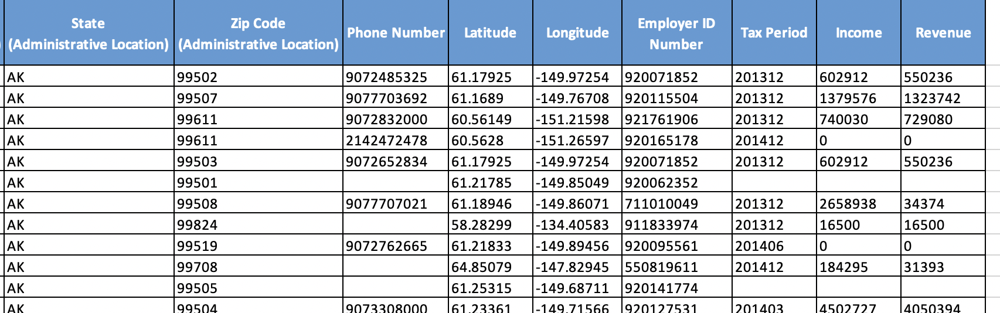 State (Administrative Location) Zip Code (Administrative Location) Phone Number Latitude Longitude Employer ID Number Tax Period Income Revenue
AK 99502 9072485325 61.17925 -149.97254 920071852 201312 602912 550236
AK 99507 9077703692 61.1689 -149.76708 920115504 201312 1379576 1323742
AK 99611 9072832000 60.56149 -151.21598 921761906 201312 740030 729080
AK 99611 2142472478 60.5628 -151.26597 920165178 201412 0 0
AK 99503 9072652834 61.17925 -149.97254 920071852 201312 602912 550236
AK 99501 61.21785 -149.85049 920062352
AK 99508 9077707021 61.18946 -149.86071 711010049 201312 2658938 34374
AK 99824 58.28299 -134.40583 911833974 201312 16500 16500
AK 99519 9072762665 61.21833 -149.89456 920095561 201406 0 0
AK 99708 64.85079 -147.82945 550819611 201412 184295 31393
AK 99505 61.25315 -149.68711 920141774
AK 99504 9073308000 61.23361 -149.71566 920127531 201403 4502727 4050394